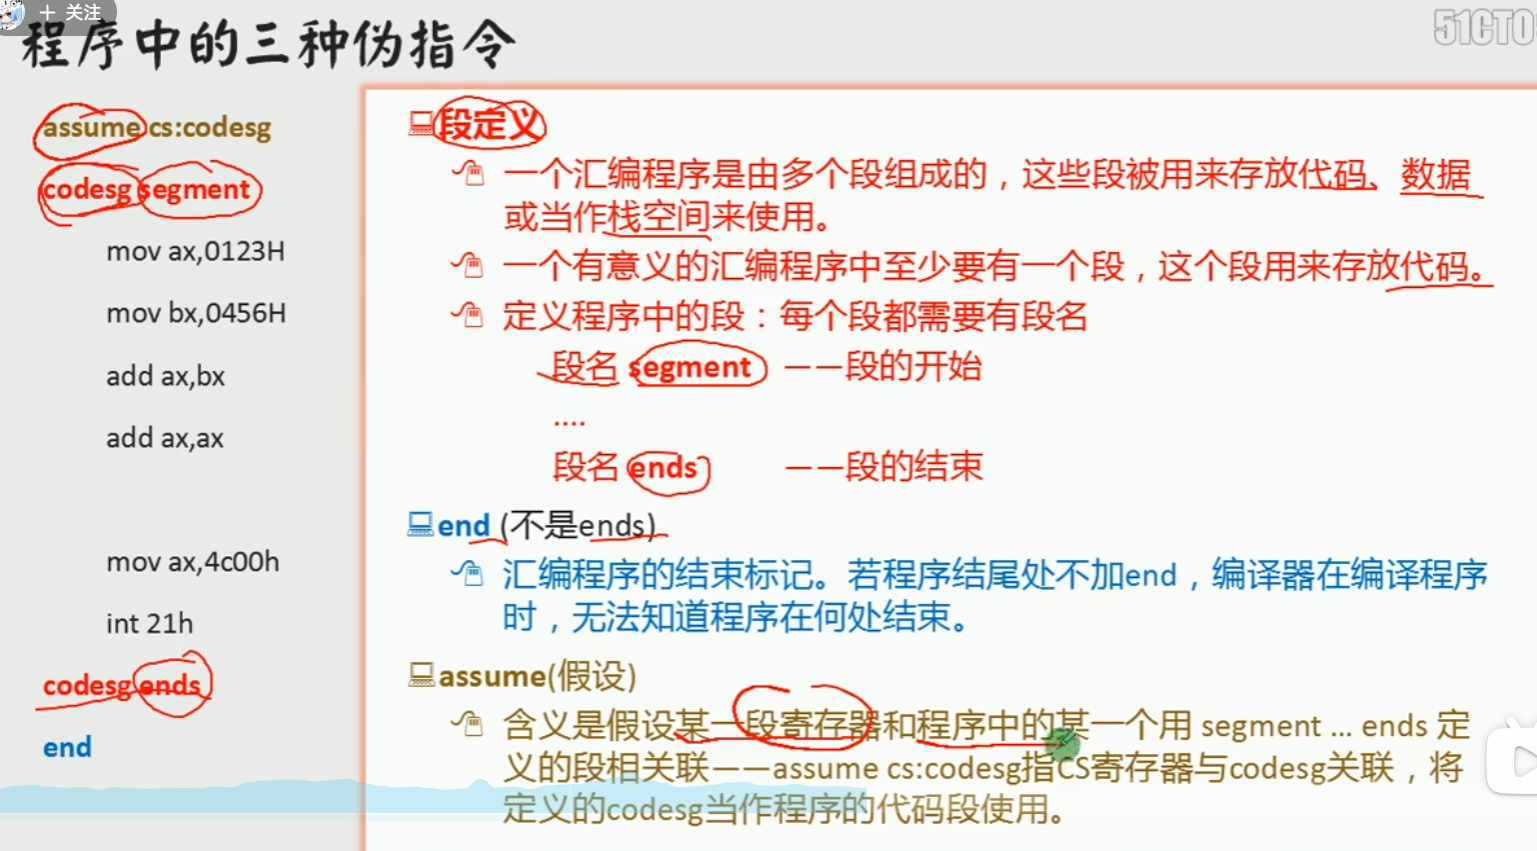 + 关注
程序中的三种伪指令
51CTO
assume cs:codesg
codesg segment
mov ax,0123H
mov bx,0456H
add ax,bx
add ax,ax
mov ax,4c00h
int 21h
codesg ends
end
段定义
一个汇编程序是由多个段组成的，这些段被用来存放代码、数据
或当作栈空间来使用。
一个有意义的汇编程序中至少要有一个段，这个段用来存放代码。
定义程序中的段：每个段都需要有段名
段名 segment ——段的开始
....
段名 ends ——段的结束
end (不是ends)
汇编程序的结束标记。若程序结尾处不加end，编译器在编译程序
时，无法知道程序在何处结束。
assume(假设)
含义是假设某一段寄存器和程序中的某一个用 segment ... ends 定
义的段相关联——assume cs:codesg指CS寄存器与codesg关联，将
定义的codesg当作程序的代码段使用。